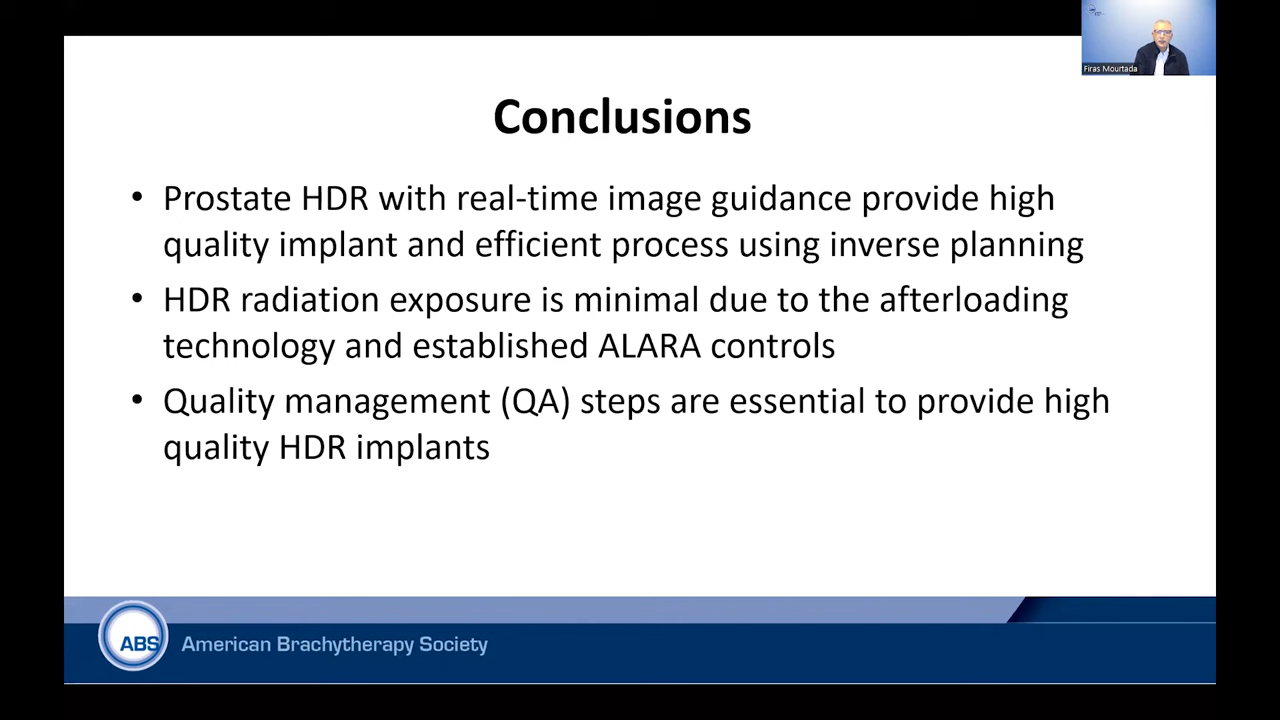 Firas Mourtada
Conclusions
• Prostate HDR with real-time image guidance provide high
quality implant and efficient process using inverse planning
• HDR radiation exposure is minimal due to the afterloading
technology and established ALARA controls
• Quality management (QA) steps are essential to provide high
quality HDR implants
ABS
American Brachytherapy Society